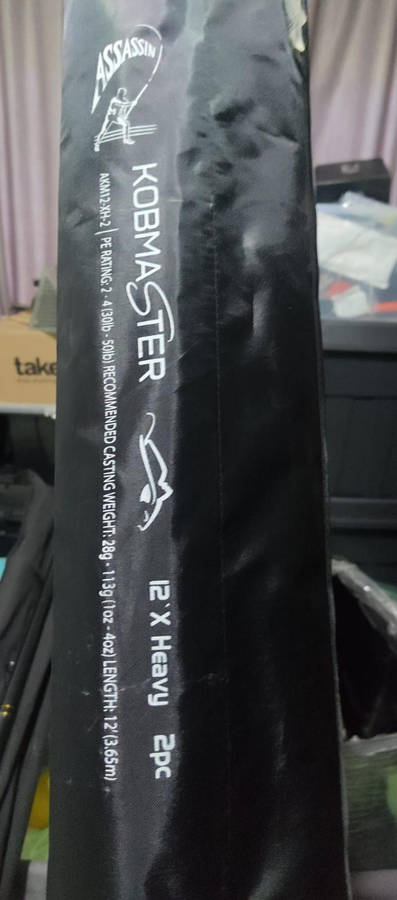 ASSASSIN
KOBMASTER
12'X Heavy 2pc
AKM12-XH-2 | PE RATING: 2 - 4 (30lb - 50lb) RECOMMENDED CASTING WEIGHT: 28g - 113g (1oz - 4oz) LENGTH: 12' (3.65m)
take